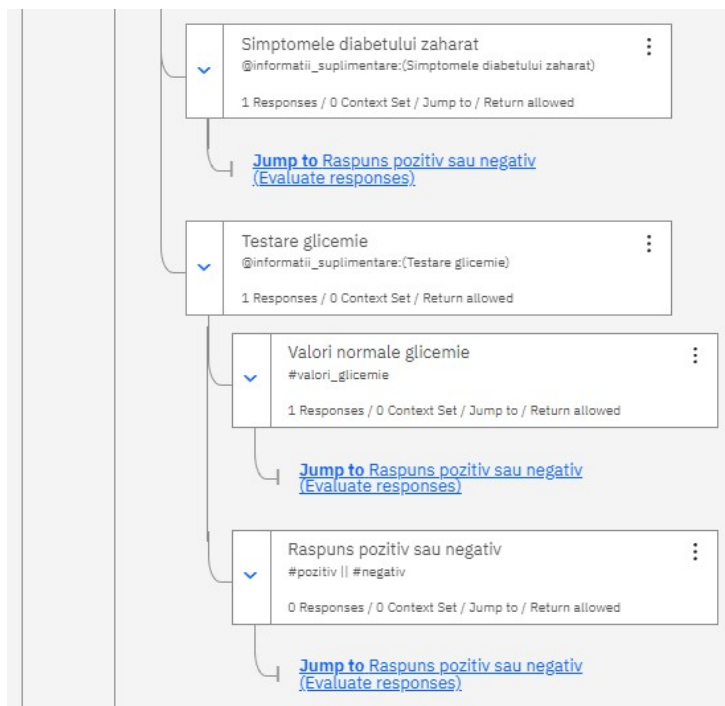 Simptomele diabetului zaharat
@informatii_suplimentare:(Simptomele diabetului zaharat)
1 Responses / 0 Context Set / Jump to / Return allowed
Jump to Raspuns pozitiv sau negativ
(Evaluate responses)
Testare glicemie
@informatii_suplimentare:(Testare glicemie)
1 Responses / 0 Context Set / Return allowed
Valori normale glicemie
#valori_glicemie
1 Responses / 0 Context Set / Jump to / Return allowed
Jump to Raspuns pozitiv sau negativ
(Evaluate responses)
Raspuns pozitiv sau negativ
#pozitiv || #negativ
0 Responses / 0 Context Set / Jump to / Return allowed
Jump to Raspuns pozitiv sau negativ
(Evaluate responses)